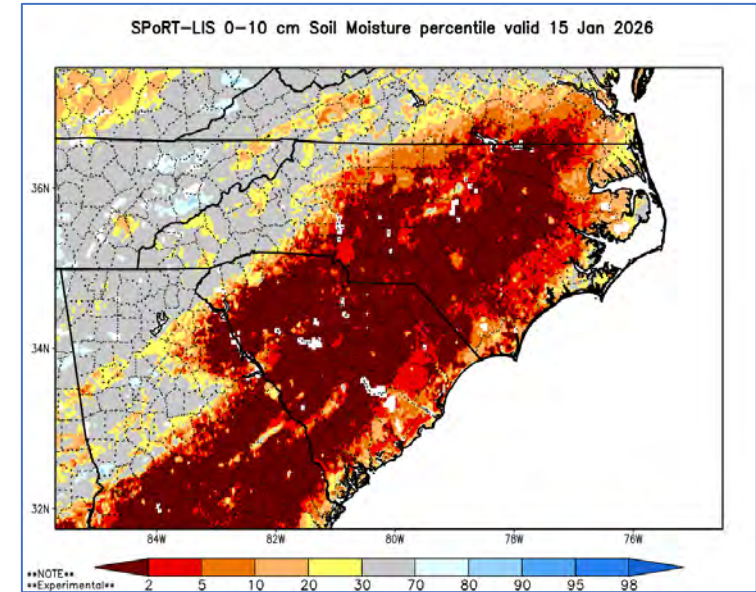 SPoRT-LIS 0-10 cm Soil Moisture percentile valid 15 Jan 2026
36N
34N
32N
84W 82W 80W 78W 76W
**NOTE**
**Experimental**
2 5 10 20 30 70 80 90 95 98